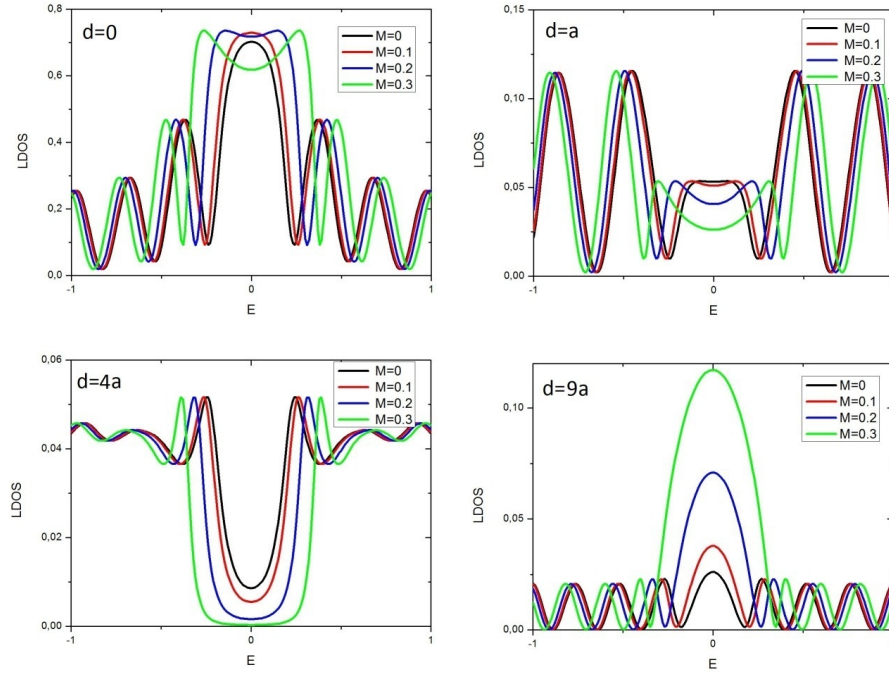 d=0
M=0
M=0.1
M=0.2
M=0.3
0,8
0,6
0,4
0,2
0,0
LDOS
-1
0
1
E
d=a
M=0
M=0.1
M=0.2
M=0.3
0,15
0,10
0,05
0,00
LDOS
-1
0
E
d=4a
M=0
M=0.1
M=0.2
M=0.3
0,06
0,04
0,02
0,00
LDOS
-1
0
1
E
d=9a
M=0
M=0.1
M=0.2
M=0.3
0,10
0,05
0,00
LDOS
-1
0
E